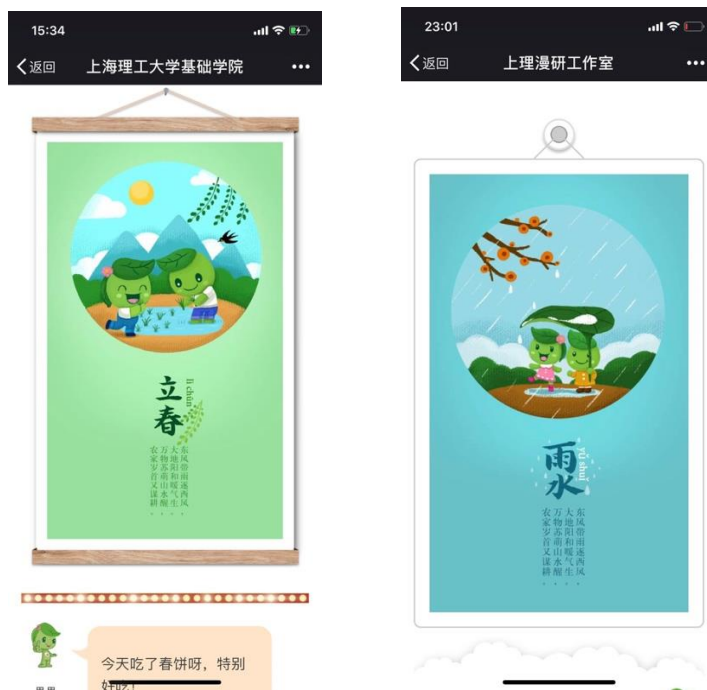 15:34
返回
上海理工大学基础学院
立春
lì chūn
东风带雨逐西风
大地阳和暖气生
万物苏萌山水醒
农家岁首又谋耕
今天吃了春饼呀，特别
好吃！
23:01
返回
上理漫研工作室
雨水
yǔ shuǐ
东风带雨逐西风
大地阳和暖气生
万物苏萌山水醒
农家岁首又谋耕